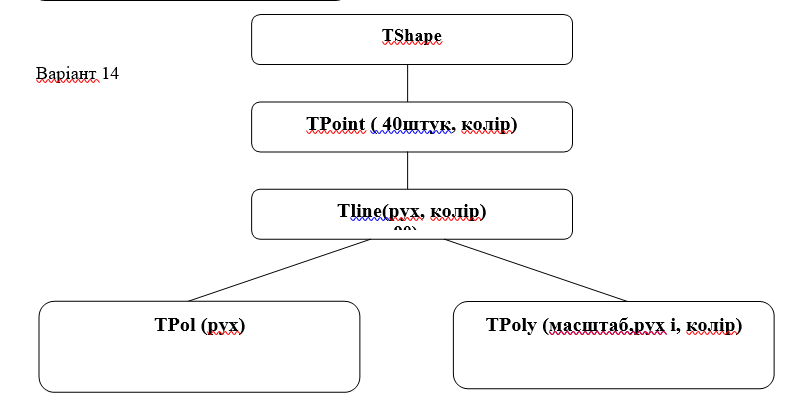 TShape
Варіант 14
TPoint ( 40штук, колір)
Tline(рух, колір)
TPol (рух)
TPoly (масштаб,рух і, колір)